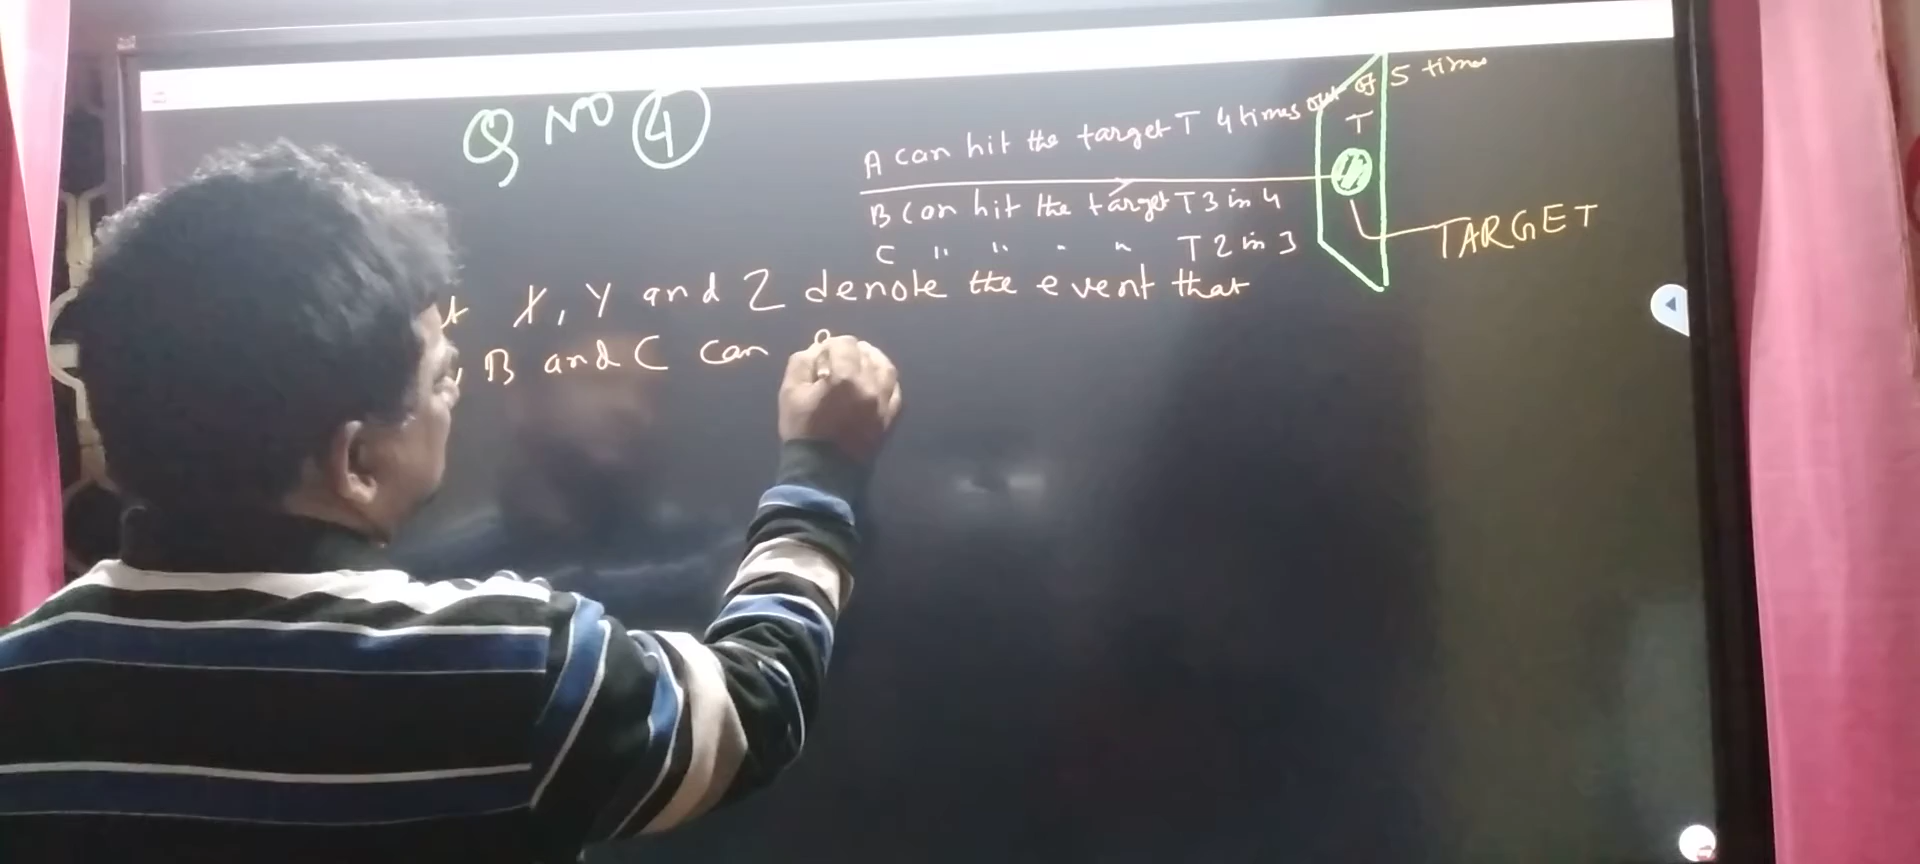 Q NO 4
A can hit the target T 4 times out of 5 times
T
B can hit the target T 3 in 4
C " " " " T 2 in 3
TARGET
X, Y and Z denote the event that
, B and C can